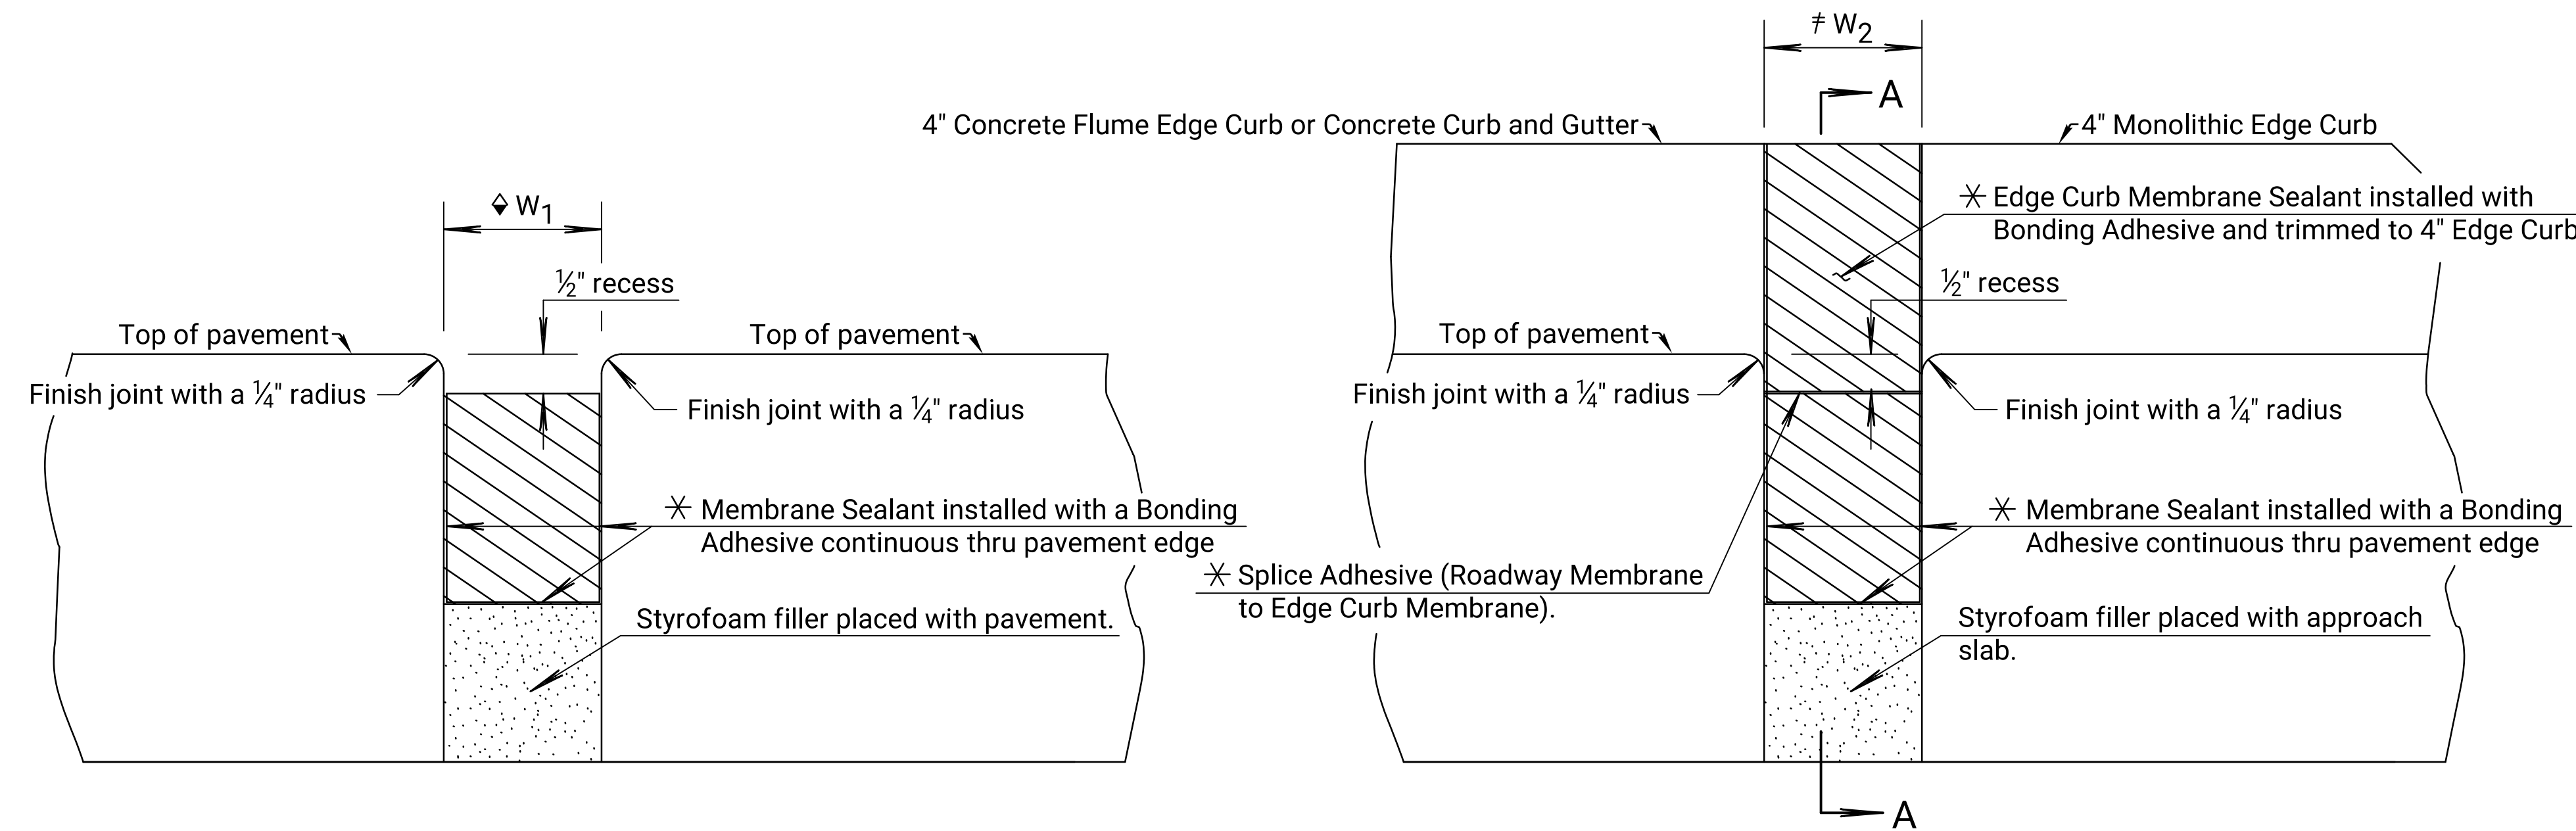 W1
½" recess
Top of pavement
Top of pavement
Finish joint with a ¼" radius
Finish joint with a ¼" radius
Membrane Sealant installed with a Bonding
Adhesive continuous thru pavement edge
Styrofoam filler placed with pavement.
≠ W2
A
4" Concrete Flume Edge Curb or Concrete Curb and Gutter
4" Monolithic Edge Curb
Edge Curb Membrane Sealant installed with
Bonding Adhesive and trimmed to 4" Edge Curb
½" recess
Top of pavement
Finish joint with a ¼" radius
Finish joint with a ¼" radius
Membrane Sealant installed with a Bonding
Adhesive continuous thru pavement edge
Splice Adhesive (Roadway Membrane
to Edge Curb Membrane).
Styrofoam filler placed with approach
slab.
A